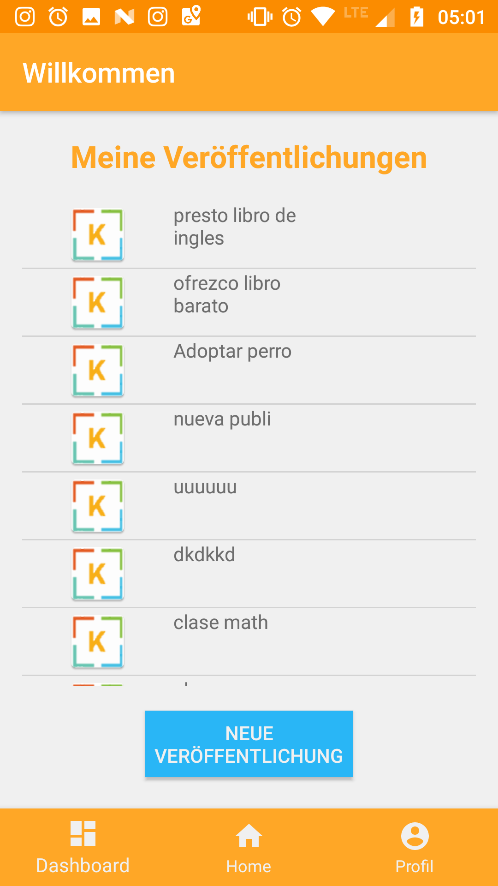 LTE 05:01
Willkommen
Meine Veröffentlichungen
K
presto libro de
ingles
K
ofrezco libro
barato
K
Adoptar perro
K
nueva publi
K
uuuuuu
K
dkdkkd
K
clase math
NEUE
VERÖFFENTLICHUNG
Dashboard
Home
Profil